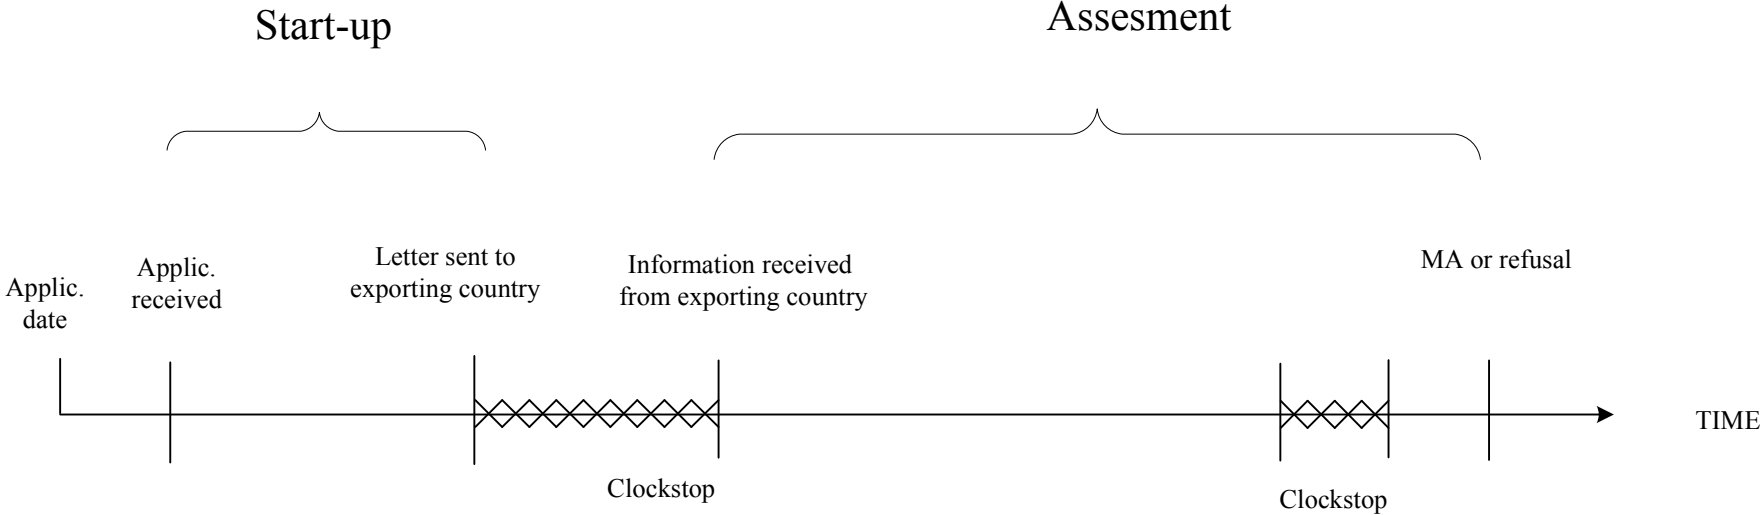 Start-up
Assesment
Applic.
date
Applic.
received
Letter sent to
exporting country
Information received
from exporting country
MA or refusal
TIME
Clockstop
Clockstop